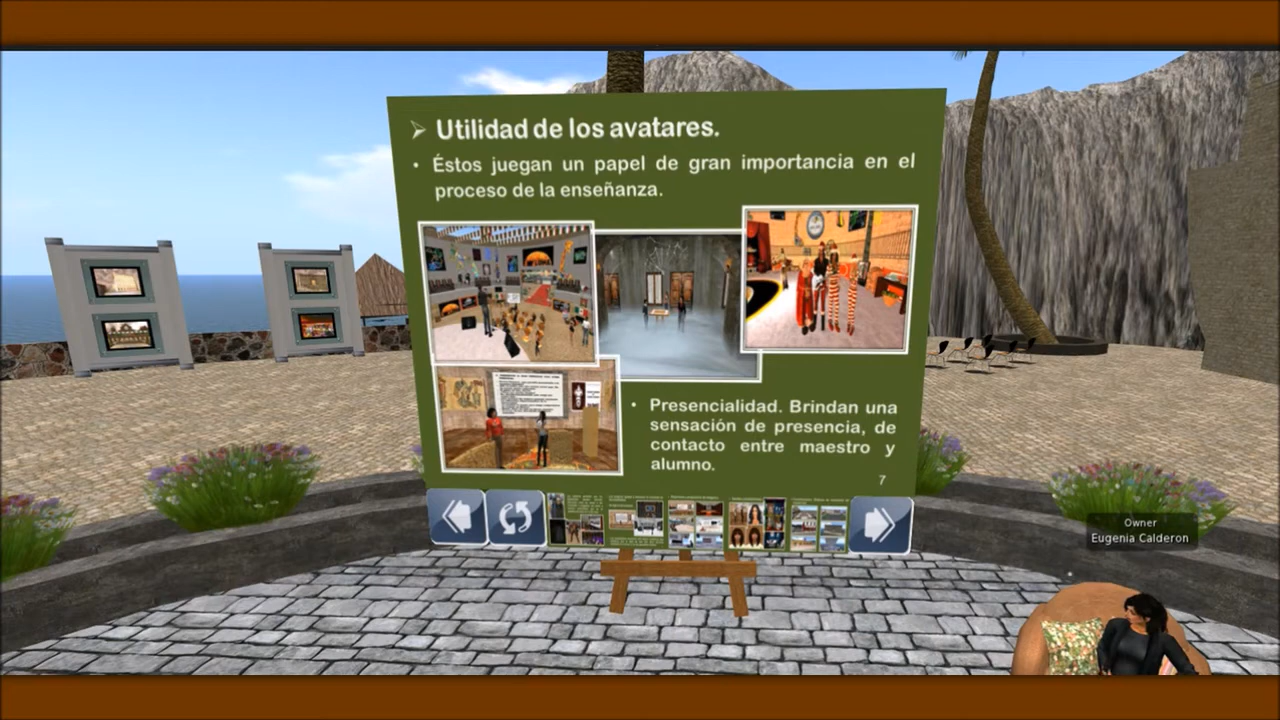 Utilidad de los avatares.
Éstos juegan un papel de gran importancia en el
proceso de la enseñanza.
Presencialidad. Brindan una
sensación de presencia, de
contacto entre maestro y
alumno.
7
Owner
Eugenia Calderon